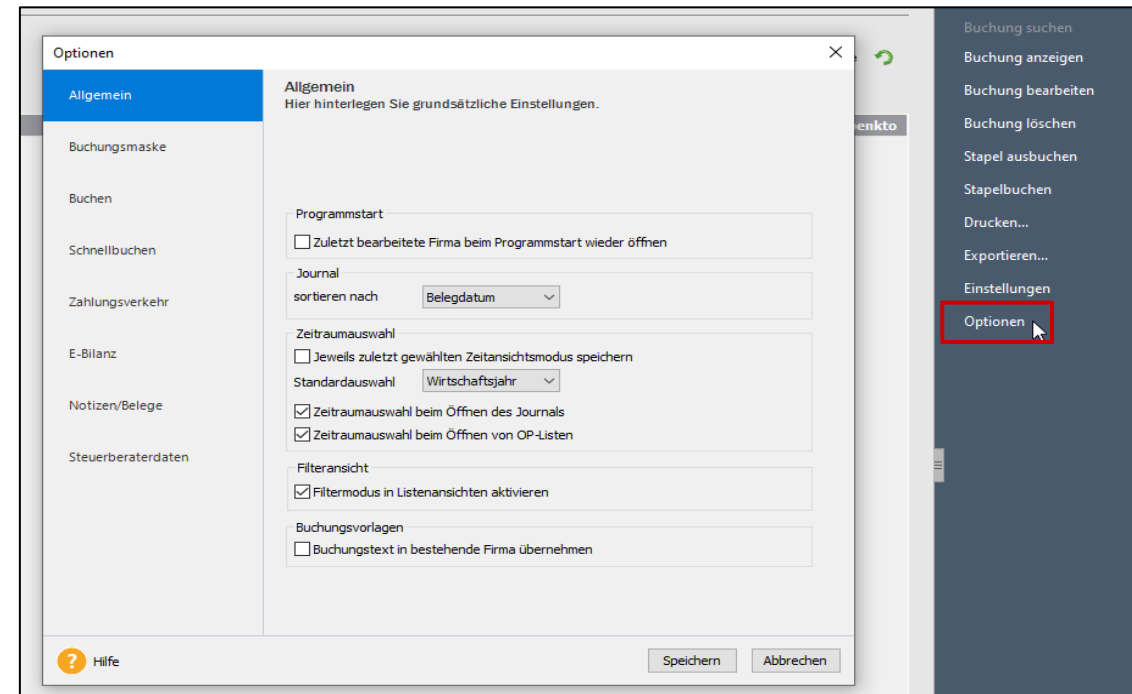 Optionen
Allgemein
Buchungsmaske
Buchen
Schnellbuchen
Zahlungsverkehr
E-Bilanz
Notizen/Belege
Steuerberaterdaten
Hilfe
Allgemein
Hier hinterlegen Sie grundsätzliche Einstellungen.
Programmstart
Zuletzt bearbeitete Firma beim Programmstart wieder öffnen
Journal
sortieren nach Belegdatum
Zeitraumauswahl
Jeweils zuletzt gewählten Zeitansichtsmodus speichern
Standardauswahl Wirtschaftsjahr
Zeitraumauswahl beim Öffnen des Journals
Zeitraumauswahl beim Öffnen von OP-Listen
Filteransicht
Filtermodus in Listenansichten aktivieren
Buchungsvorlagen
Buchungstext in bestehende Firma übernehmen
Speichern Abbrechen
enkto
Buchung suchen
Buchung anzeigen
Buchung bearbeiten
Buchung löschen
Stapel ausbuchen
Stapelbuchen
Drucken...
Exportieren...
Einstellungen
Optionen